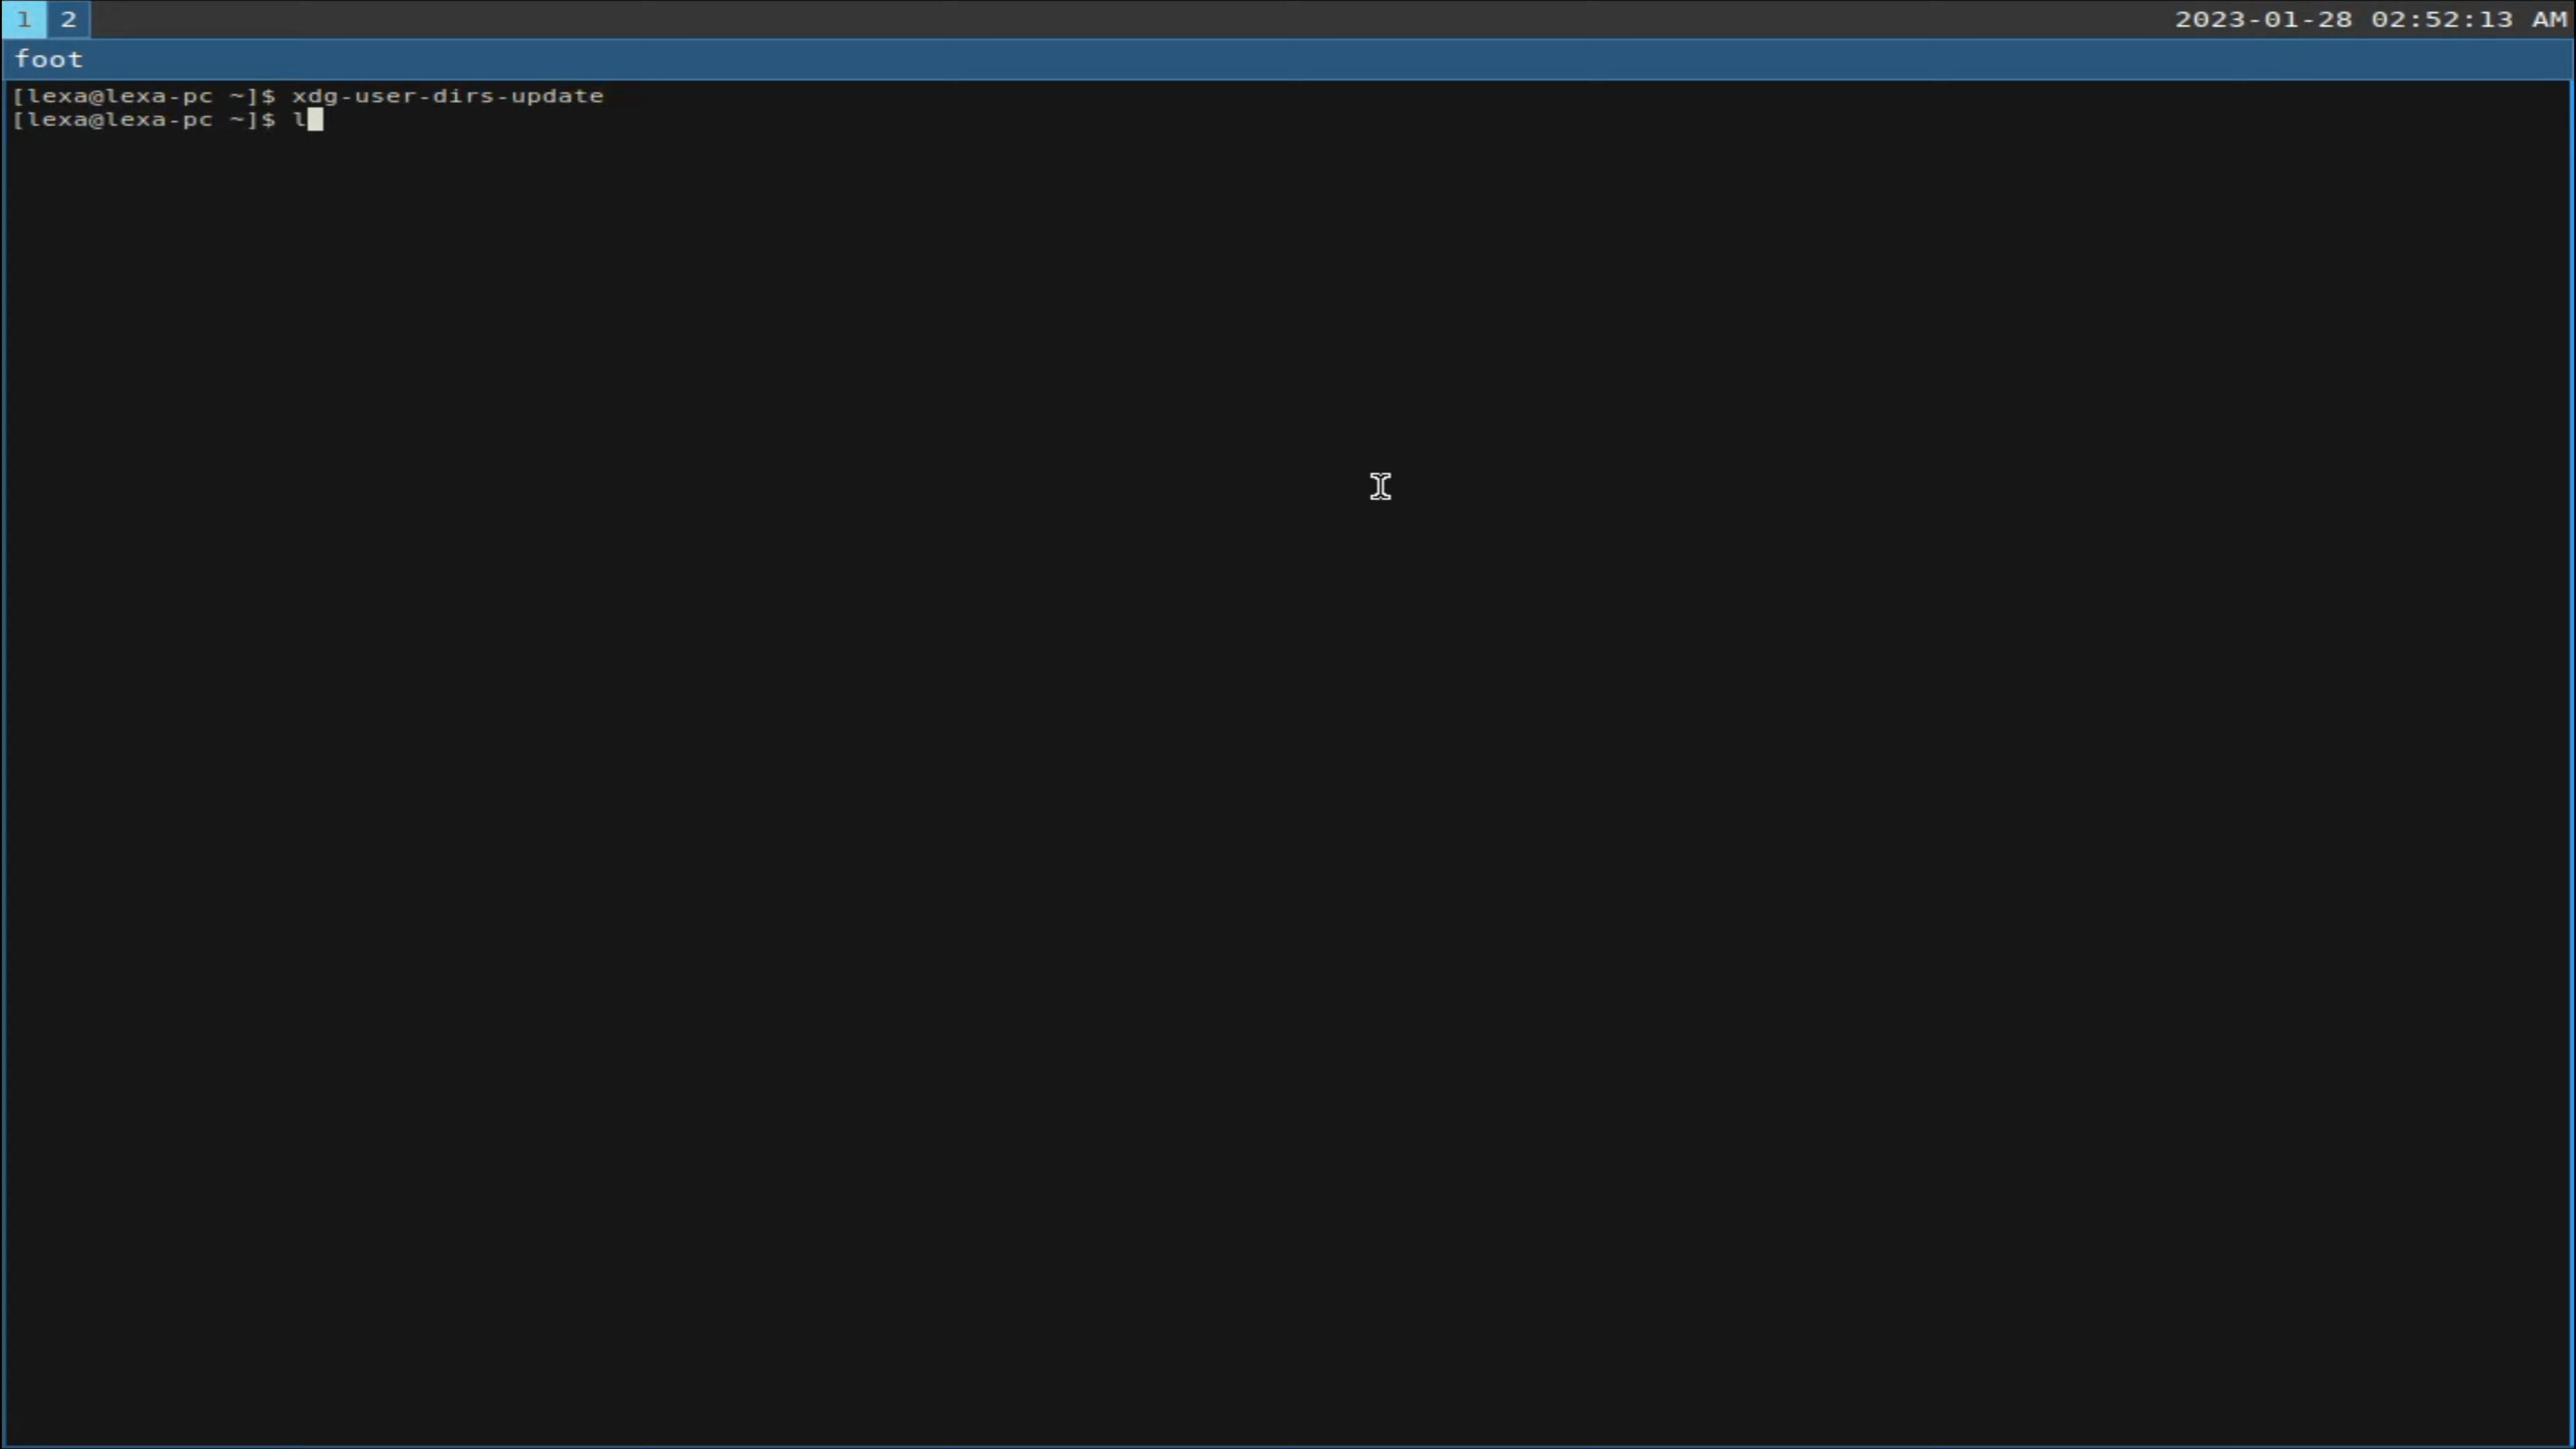 1 2 2023-01-28 02:52:13 AM
foot
[lexa@lexa-pc ~]$ xdg-user-dirs-update
[lexa@lexa-pc ~]$ l